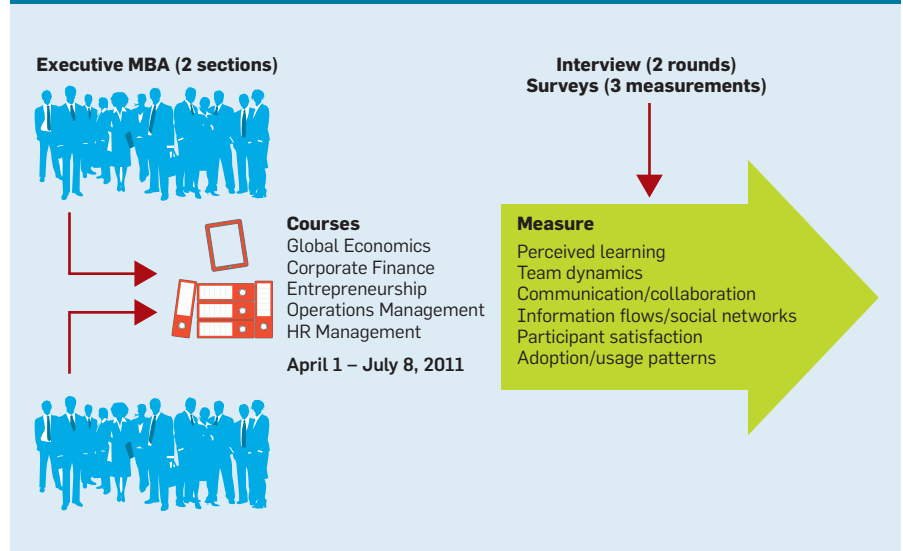 Executive MBA (2 sections)
Interview (2 rounds)
Surveys (3 measurements)
Courses
Global Economics
Corporate Finance
Entrepreneurship
Operations Management
HR Management
April 1 – July 8, 2011
Measure
Perceived learning
Team dynamics
Communication/collaboration
Information flows/social networks
Participant satisfaction
Adoption/usage patterns